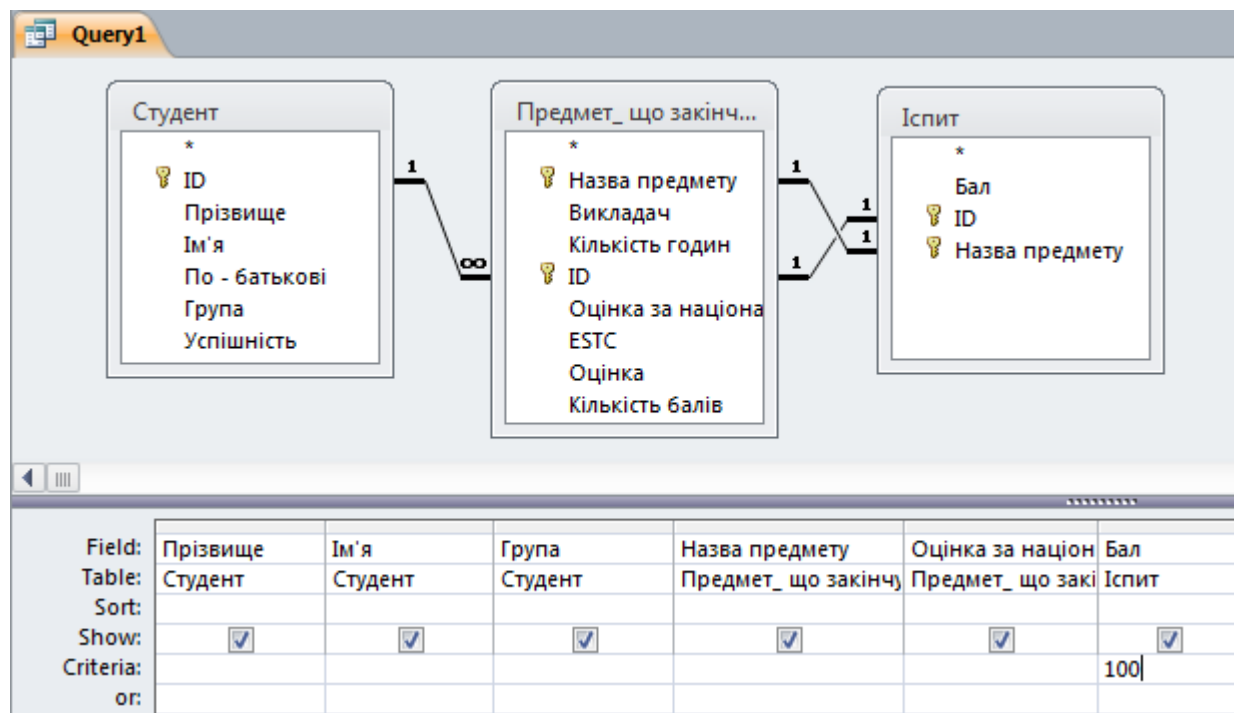 Query1
Студент
*
ID
Прізвище
Ім'я
По - батькові
Група
Успішність
1
∞
Предмет_ що закінч...
*
Назва предмету
Викладач
Кількість годин
ID
Оцінка за націона
ESTC
Оцінка
Кількість балів
1
1
1
1
Іспит
*
Бал
ID
Назва предмету
Field: Прізвище Ім'я Група Назва предмету Оцінка за націон Бал
Table: Студент Студент Студент Предмет_ що закінчу Предмет_ що закі Іспит
Sort:
Show:
Criteria: 100
or: